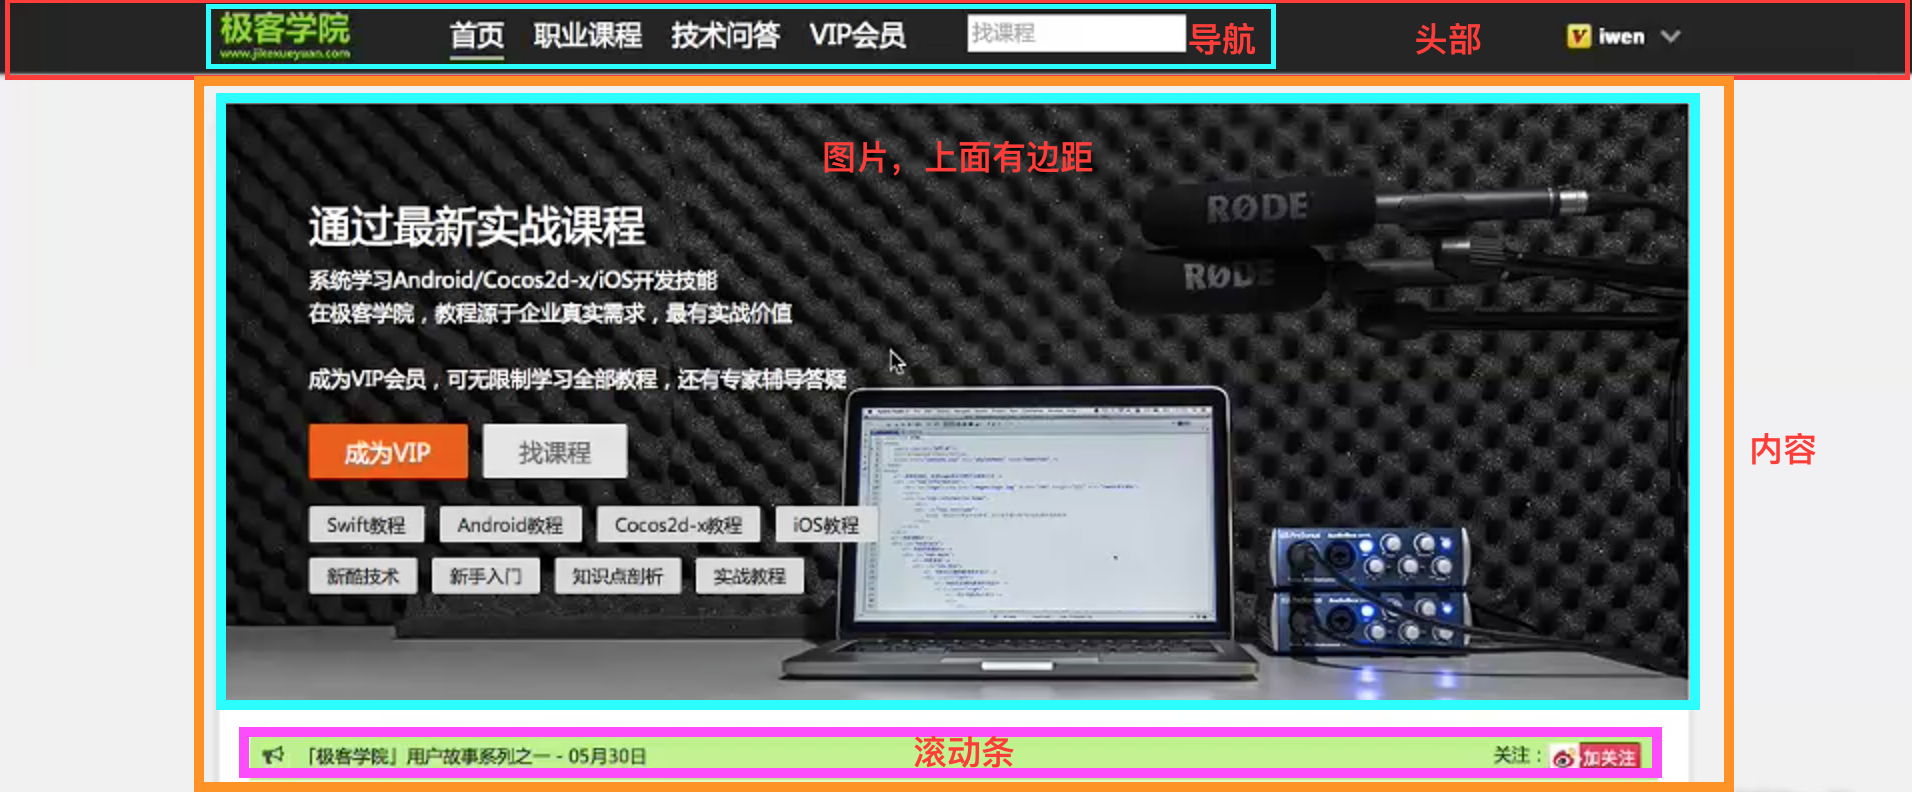 极客学院
www.jikexueyuan.com
首页 职业课程 技术问答 VIP会员 找课程 导航 头部 iwen
图片，上面有边距
RØDE
RØDE
通过最新实战课程
系统学习Android/Cocos2d-x/iOS开发技能
在极客学院，教程源于企业真实需求，最有实战价值
成为VIP会员，可无限制学习全部教程，还有专家辅导答疑
成为VIP 找课程
内容
Swift教程 Android教程 Cocos2d-x教程 iOS教程
新酷技术 新手入门 知识点剖析 实战教程
「极客学院」用户故事系列之一 - 05月30日 滚动条 关注： 加关注